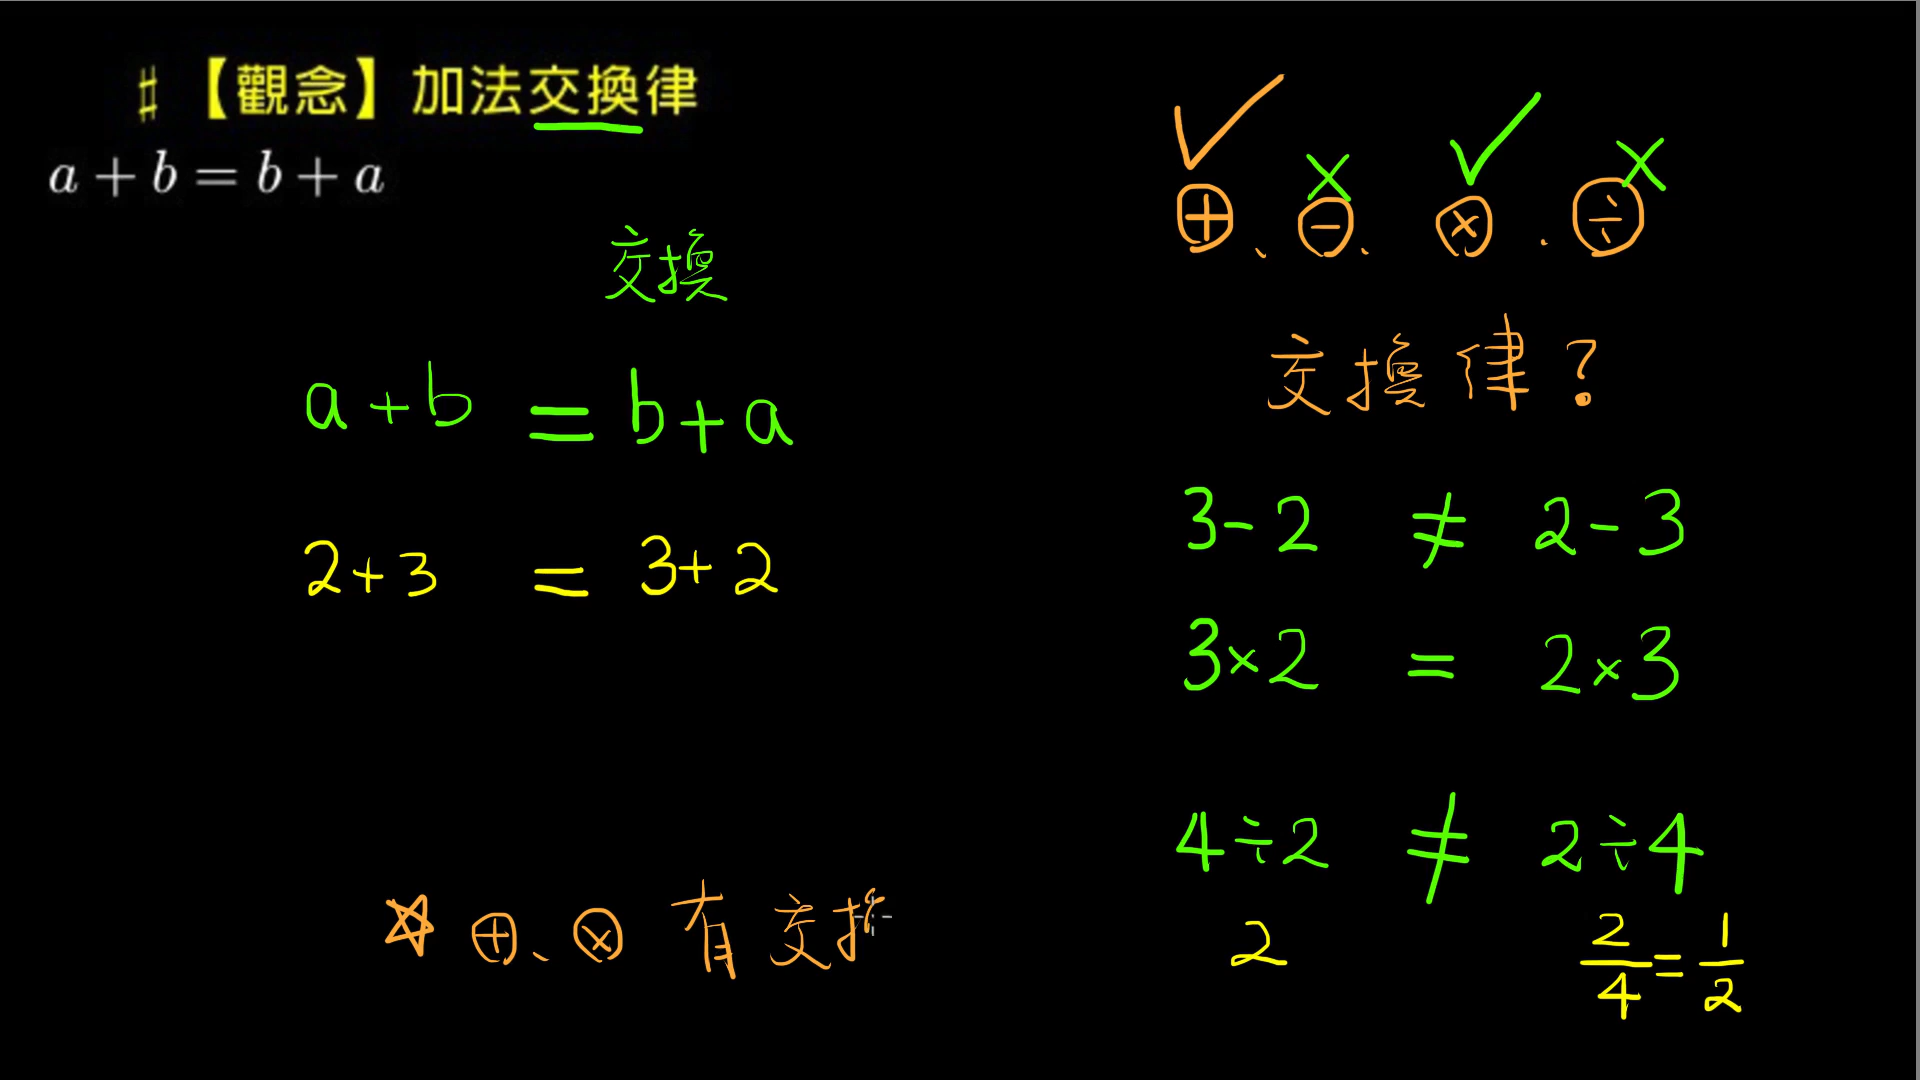 ♯【觀念】加法交換律
a + b = b + a
交換
a + b = b + a
2 + 3 = 3 + 2
☆ ⊕、⊗ 有交
⊕、⊖、⊗、÷
交換律?
3 - 2 ≠ 2 - 3
3 × 2 = 2 × 3
4 ÷ 2 ≠ 2 ÷ 4
2
2/4 = 1/2